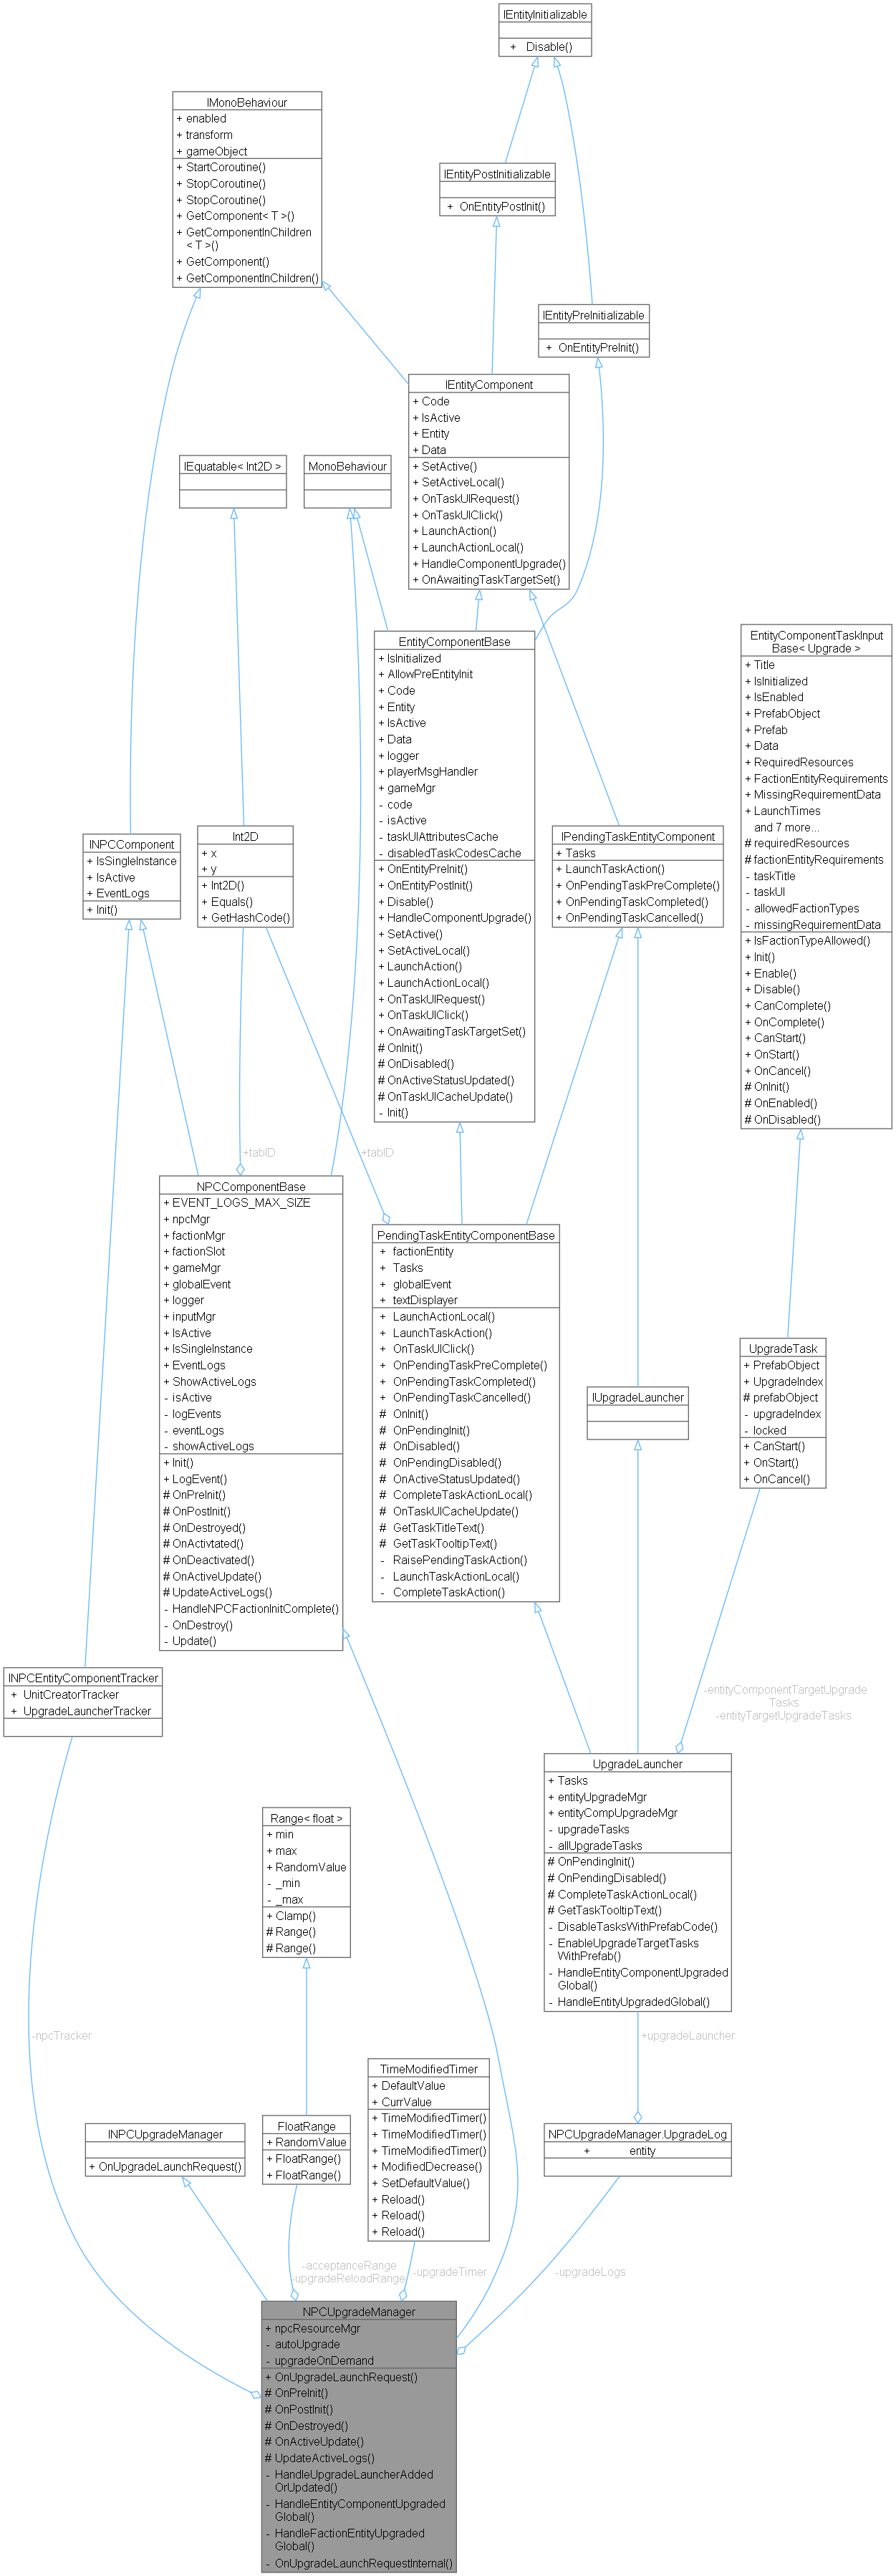 IEntityInitializable
+ Disable()
IMonoBehaviour
+ enabled
+ transform
+ gameObject
+ StartCoroutine()
+ StopCoroutine()
+ StopCoroutine()
+ GetComponent< T >()
+ GetComponentInChildren
< T >()
+ GetComponent()
+ GetComponentInChildren()
IEntityPostInitializable
+ OnEntityPostInit()
IEntityPreInitializable
+ OnEntityPreInit()
IEntityComponent
+ Code
+ IsActive
+ Entity
+ Data
+ SetActive()
+ SetActiveLocal()
+ OnTaskUIRequest()
+ OnTaskUIClick()
+ LaunchAction()
+ LaunchActionLocal()
+ HandleComponentUpgrade()
+ OnAwaitingTaskTargetSet()
IEquatable< Int2D >
MonoBehaviour
EntityComponentBase
+ IsInitialized
+ AllowPreEntityInit
+ Code
+ Entity
+ IsActive
+ Data
+ logger
+ playerMsgHandler
+ gameMgr
- code
- isActive
- taskUIAttributesCache
- disabledTaskCodesCache
+ OnEntityPreInit()
+ OnEntityPostInit()
+ Disable()
+ HandleComponentUpgrade()
+ SetActive()
+ SetActiveLocal()
+ LaunchAction()
+ LaunchActionLocal()
+ OnTaskUIRequest()
+ OnTaskUIClick()
+ OnAwaitingTaskTargetSet()
# OnInit()
# OnDisabled()
# OnActiveStatusUpdated()
# OnTaskUICacheUpdate()
- Init()
EntityComponentTaskInput
Base< Upgrade >
+ Title
+ IsInitialized
+ IsEnabled
+ PrefabObject
+ Prefab
+ Data
+ RequiredResources
+ FactionEntityRequirements
+ MissingRequirementData
+ LaunchTimes
and 7 more...
# requiredResources
# factionEntityRequirements
- taskTitle
- taskUI
- allowedFactionTypes
- missingRequirementData
+ IsFactionTypeAllowed()
+ Init()
+ Enable()
+ Disable()
+ CanComplete()
+ OnComplete()
+ CanStart()
+ OnStart()
+ OnCancel()
# OnInit()
# OnEnabled()
# OnDisabled()
INPCComponent
+ IsSingleInstance
+ IsActive
+ EventLogs
+ Init()
Int2D
+ x
+ y
+ Int2D()
+ Equals()
+ GetHashCode()
IPendingTaskEntityComponent
+ Tasks
+ LaunchTaskAction()
+ OnPendingTaskPreComplete()
+ OnPendingTaskCompleted()
+ OnPendingTaskCancelled()
+tabID
+tabID
NPCComponentBase
+ EVENT_LOGS_MAX_SIZE
+ npcMgr
+ factionMgr
+ factionSlot
+ gameMgr
+ globalEvent
+ logger
+ inputMgr
+ IsActive
+ IsSingleInstance
+ EventLogs
+ ShowActiveLogs
- isActive
- logEvents
- eventLogs
- showActiveLogs
+ Init()
+ LogEvent()
# OnPreInit()
# OnPostInit()
# OnDestroyed()
# OnActivtated()
# OnDeactivated()
# OnActiveUpdate()
# UpdateActiveLogs()
- HandleNPCFactionInitComplete()
- OnDestroy()
- Update()
PendingTaskEntityComponentBase
+ factionEntity
+ Tasks
+ globalEvent
+ textDisplayer
+ LaunchActionLocal()
+ LaunchTaskAction()
+ OnTaskUIClick()
+ OnPendingTaskPreComplete()
+ OnPendingTaskCompleted()
+ OnPendingTaskCancelled()
# OnInit()
# OnPendingInit()
# OnDisabled()
# OnPendingDisabled()
# OnActiveStatusUpdated()
# CompleteTaskActionLocal()
# OnTaskUICacheUpdate()
# GetTaskTitleText()
# GetTaskTooltipText()
- RaisePendingTaskAction()
- LaunchTaskActionLocal()
- CompleteTaskAction()
IUpgradeLauncher
UpgradeTask
+ PrefabObject
+ UpgradeIndex
# prefabObject
- upgradeIndex
- locked
+ CanStart()
+ OnStart()
+ OnCancel()
INPCEntityComponentTracker
+ UnitCreatorTracker
+ UpgradeLauncherTracker
-entityComponentTargetUpgrade
Tasks
-entityTargetUpgradeTasks
UpgradeLauncher
+ Tasks
+ entityUpgradeMgr
+ entityCompUpgradeMgr
- upgradeTasks
- allUpgradeTasks
# OnPendingInit()
# OnPendingDisabled()
# CompleteTaskActionLocal()
# GetTaskTooltipText()
- DisableTasksWithPrefabCode()
- EnableUpgradeTargetTasks
WithPrefab()
- HandleEntityComponentUpgraded
Global()
- HandleEntityUpgradedGlobal()
Range< float >
+ min
+ max
+ RandomValue
- _min
- _max
+ Clamp()
# Range()
# Range()
-npcTracker
+upgradeLauncher
INPCUpgradeManager
+ OnUpgradeLaunchRequest()
FloatRange
+ RandomValue
+ FloatRange()
+ FloatRange()
TimeModifiedTimer
+ DefaultValue
+ CurrValue
+ TimeModifiedTimer()
+ TimeModifiedTimer()
+ TimeModifiedTimer()
+ ModifiedDecrease()
+ SetDefaultValue()
+ Reload()
+ Reload()
+ Reload()
NPCUpgradeManager.UpgradeLog
+ entity
-acceptanceRange
-upgradeReloadRange
-upgradeTimer
-upgradeLogs
NPCUpgradeManager
+ npcResourceMgr
- autoUpgrade
- upgradeOnDemand
+ OnUpgradeLaunchRequest()
# OnPreInit()
# OnPostInit()
# OnDestroyed()
# OnActiveUpdate()
# UpdateActiveLogs()
- HandleUpgradeLauncherAdded
OrUpdated()
- HandleEntityComponentUpgraded
Global()
- HandleFactionEntityUpgraded
Global()
- OnUpgradeLaunchRequestInternal()